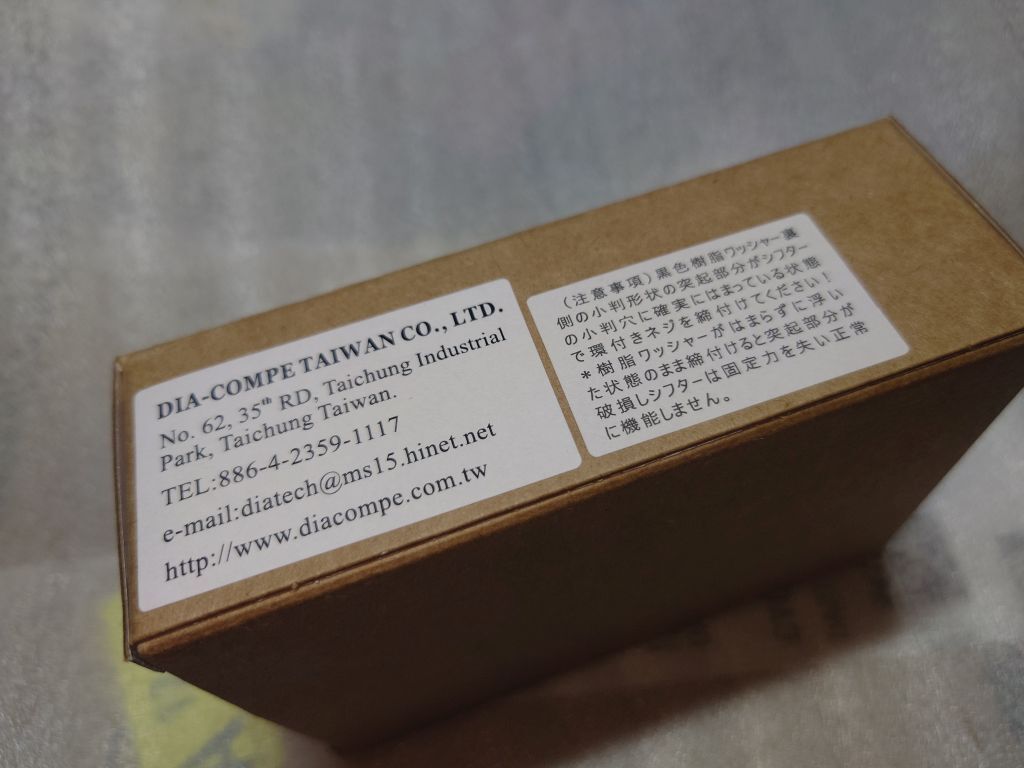 DIA-COMPE TAIWAN CO., LTD.
No. 62, 35th RD, Taichung Industrial
Park, Taichung Taiwan.
TEL:886-4-2359-1117
e-mail:diatech@ms15.hinet.net
http://www.diacompe.com.tw
(注意事項)黒色樹脂ワッシャー裏
側の小判形状の突起部分がシフター
の小判穴に確実にはまっている状態
で環付きネジを締付けてください!
*樹脂ワッシャーがはまらずに浮い
た状態のまま締付けると突起部分が
破損しシフターは固定力を失い正常
に機能しません。